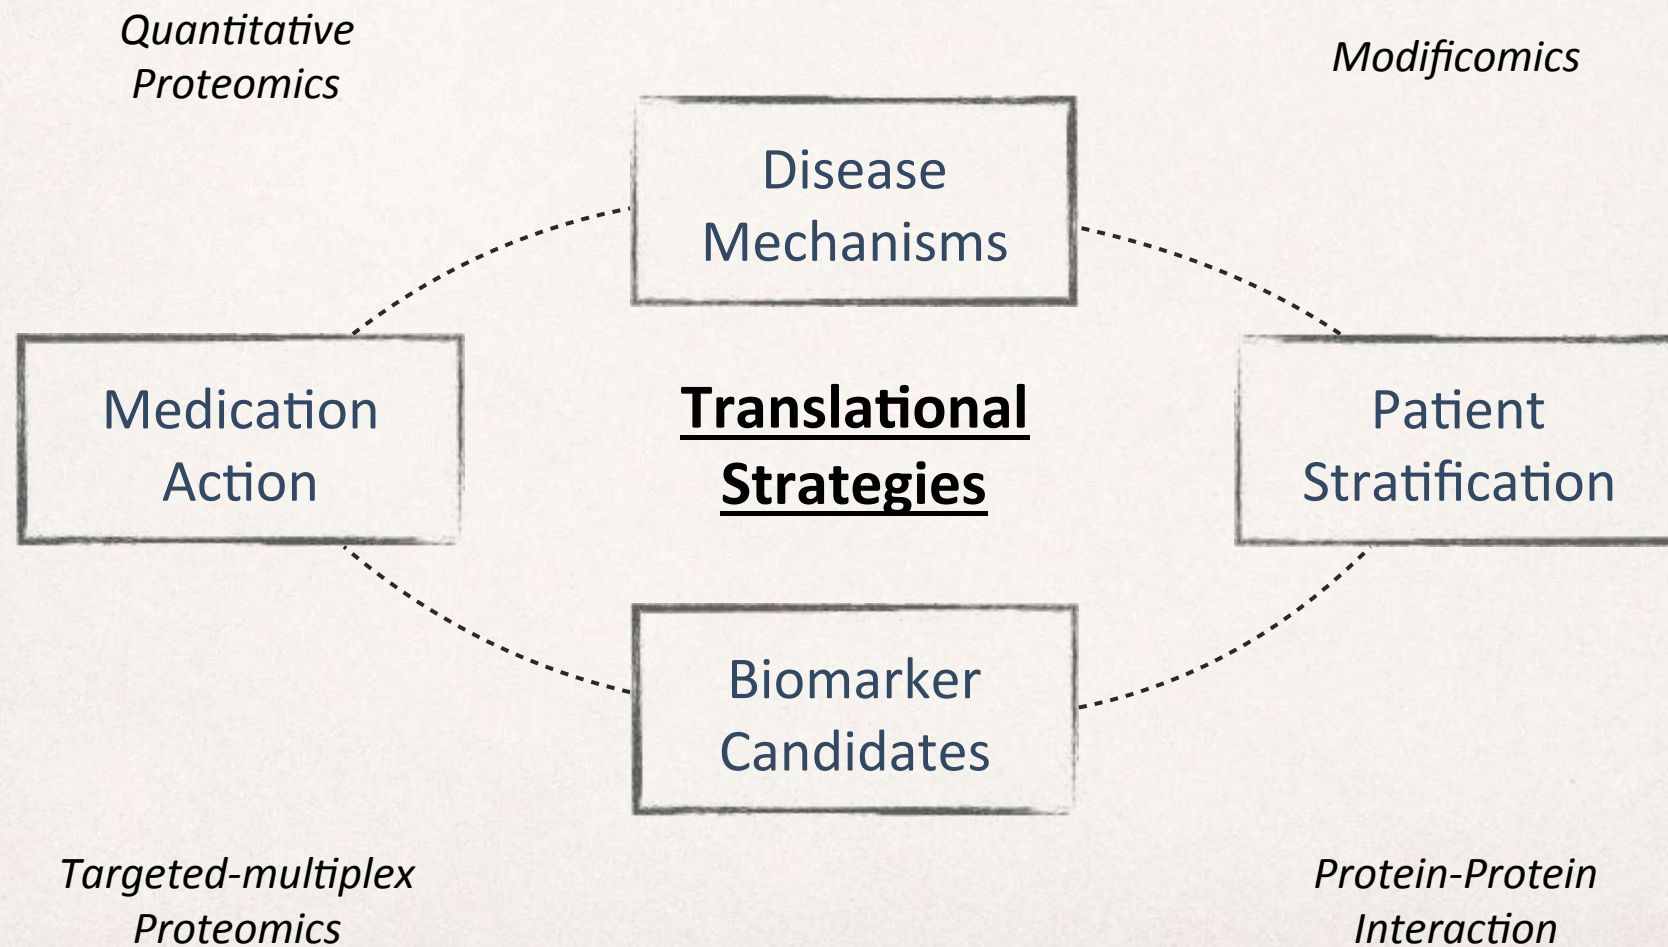 Quantitative
Proteomics
Modificomics
Disease
Mechanisms
Medication
Action
Translational
Strategies
Patient
Stratification
Biomarker
Candidates
Targeted-multiplex
Proteomics
Protein-Protein
Interaction